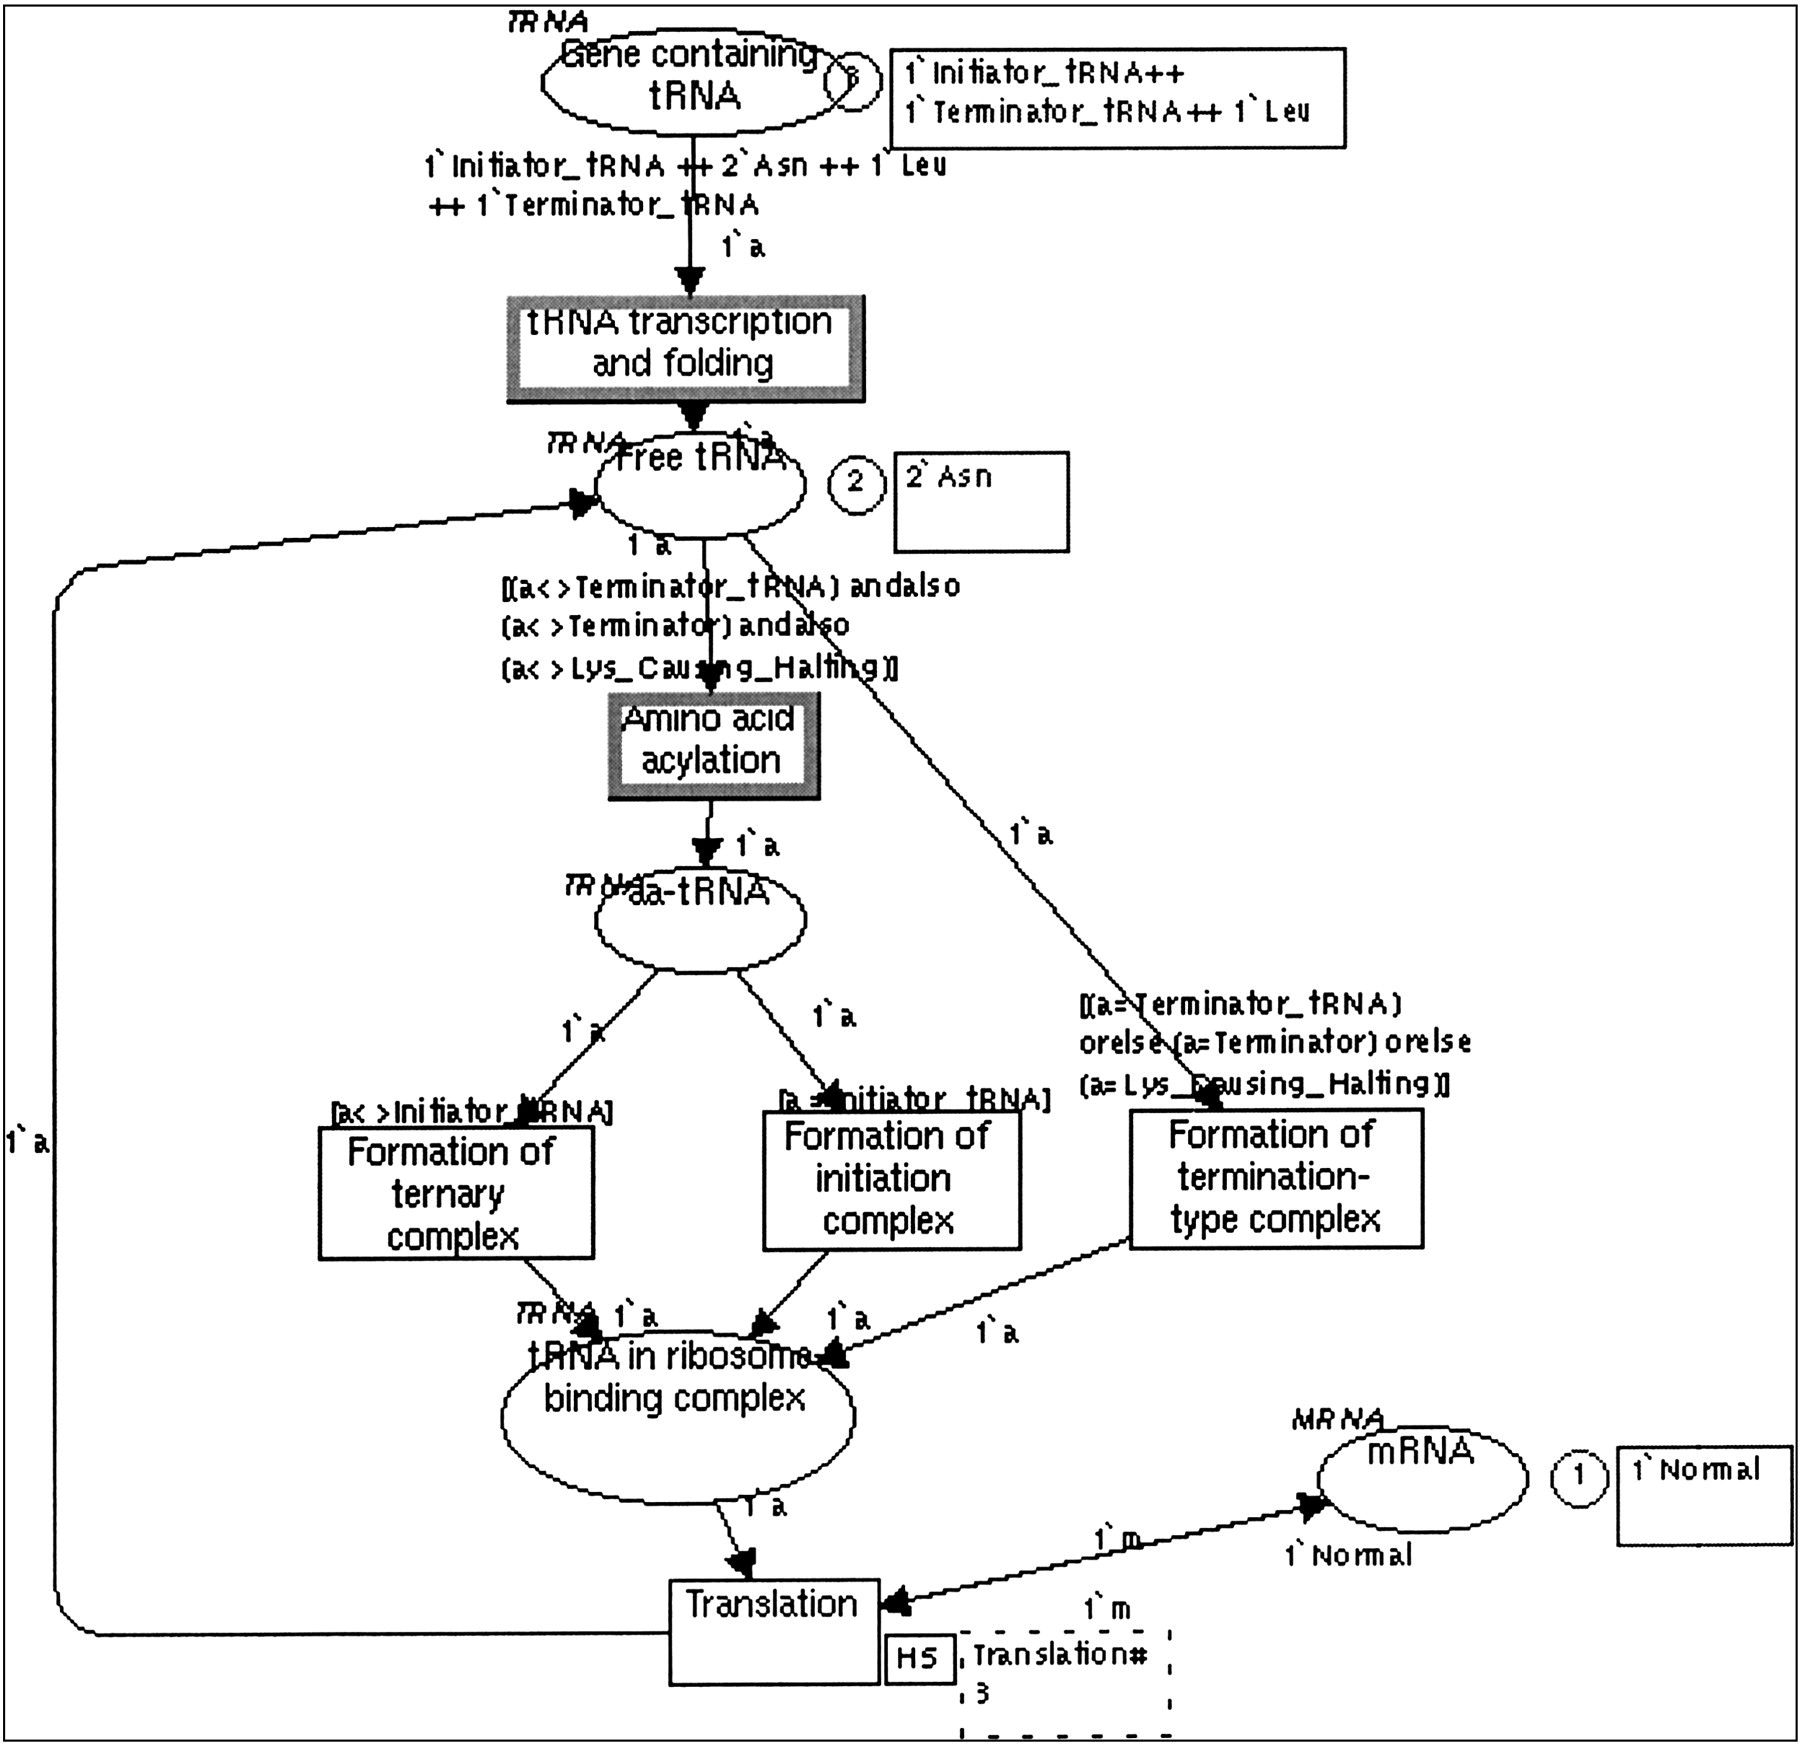 TRNA
Gene containing
tRNA
3
1`Initiator_tRNA++
1`Terminator_tRNA++ 1`Leu
1`Initiator_tRNA ++ 2`Asn ++ 1`Leu
++ 1`Terminator_tRNA
1`a
tRNA transcription
and folding
1`a
TRNA
Free tRNA
2
2`Asn
1`a
[(a<>Terminator_tRNA) andalso
(a<>Terminator) andalso
(a<>Lys_Causing_Halting)]
Amino acid
acylation
1`a
1`a
TRNA
aa-tRNA
1`a
1`a
[(a=Terminator_tRNA)
orelse (a=Terminator) orelse
(a=Lys_Causing_Halting)]
[a<>Initiator_tRNA]
[a =Initiator_tRNA]
Formation of
ternary
complex
Formation of
initiation
complex
Formation of
termination-
type complex
1`a
TRNA
1`a
1`a
1`a
tRNA in ribosome-
binding complex
MRNA
mRNA
1
1`Normal
1`a
1`m
1`Normal
Translation
1`m
HS
Translation#
3